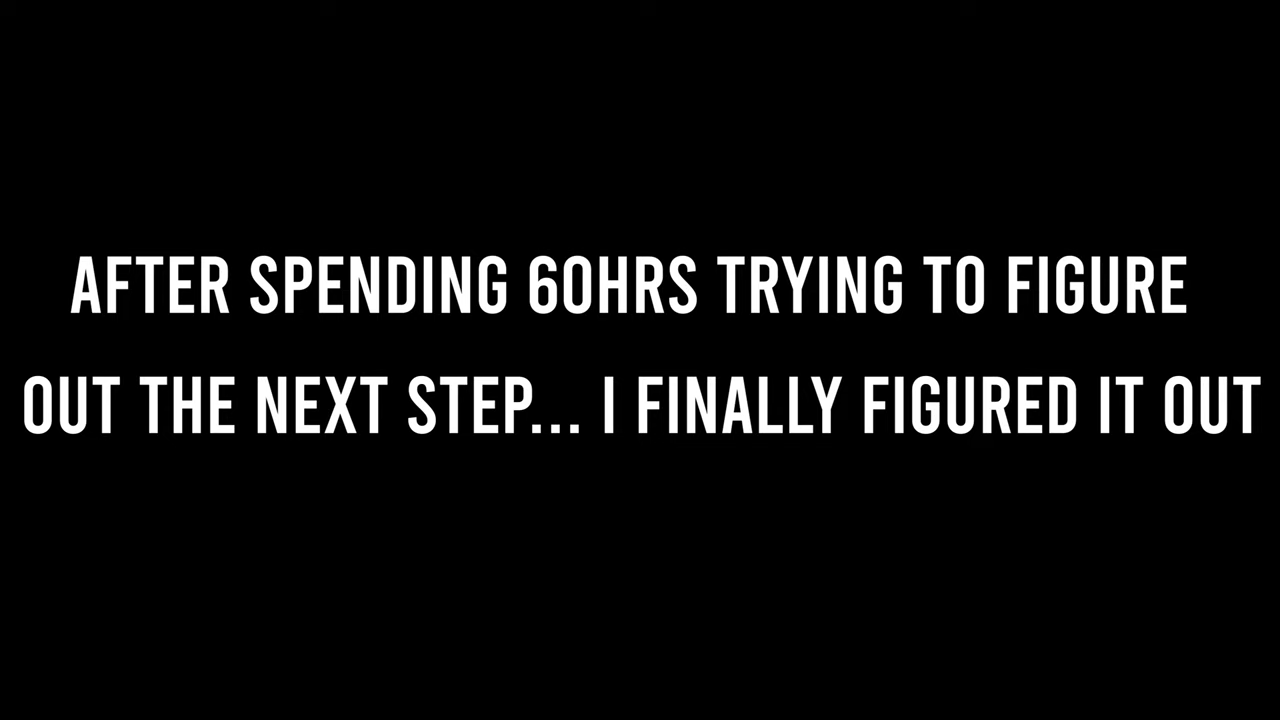 AFTER SPENDING 60HRS TRYING TO FIGURE
OUT THE NEXT STEP... I FINALLY FIGURED IT OUT